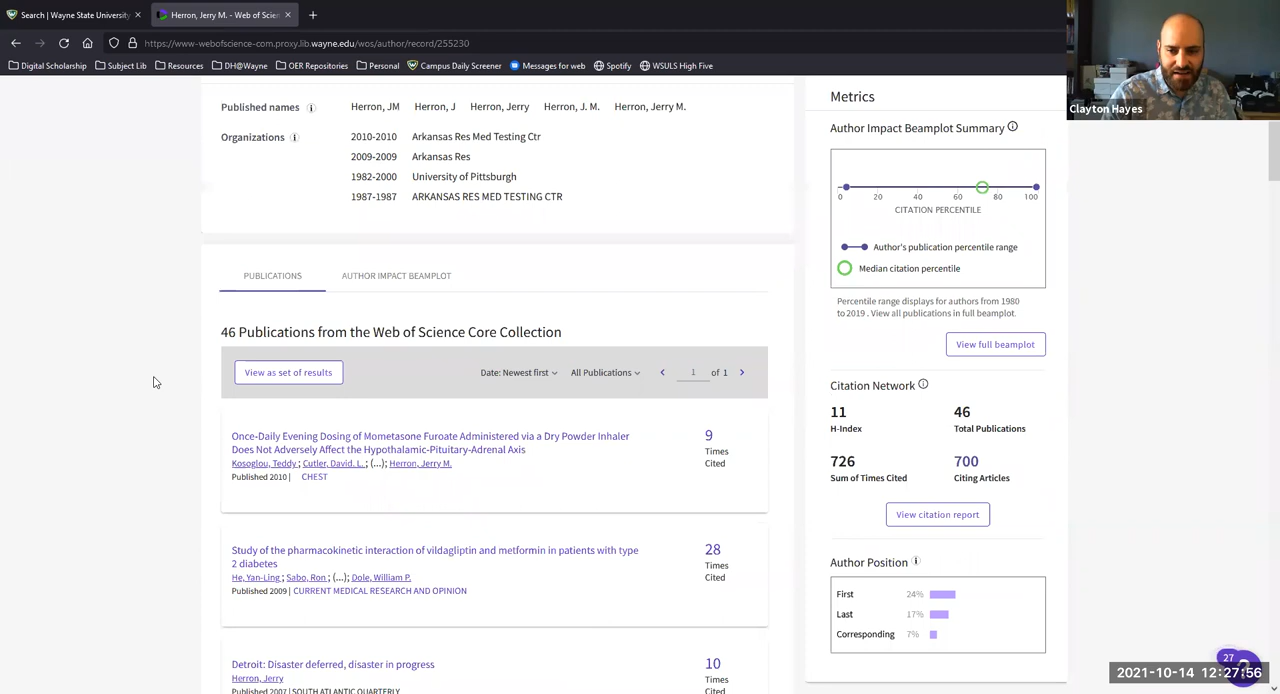 Search | Wayne State University
Herron, Jerry M. - Web of Scien
https://www-webofscience-com.proxy.lib.wayne.edu/wos/author/record/255230
Digital Scholarship
Subject Lib
Resources
DH@Wayne
OER Repositories
Personal
Campus Daily Screener
Messages for web
Spotify
WSULS High Five
Clayton Hayes
Published names
Herron, JM Herron, J Herron, Jerry Herron, J. M. Herron, Jerry M.
Organizations
2010-2010 Arkansas Res Med Testing Ctr
2009-2009 Arkansas Res
1982-2000 University of Pittsburgh
1987-1987 ARKANSAS RES MED TESTING CTR
PUBLICATIONS
AUTHOR IMPACT BEAMPLOT
46 Publications from the Web of Science Core Collection
View as set of results
Date: Newest first
All Publications
1 of 1
Once-Daily Evening Dosing of Mometasone Furoate Administered via a Dry Powder Inhaler
Does Not Adversely Affect the Hypothalamic-Pituitary-Adrenal Axis
Kosoglou, Teddy ; Cutler, David. L. ; (...); Herron, Jerry M.
Published 2010 | CHEST
9
Times
Cited
Study of the pharmacokinetic interaction of vildagliptin and metformin in patients with type
2 diabetes
He, Yan-Ling ; Sabo, Ron ; (...) ; Dole, William P.
Published 2009 | CURRENT MEDICAL RESEARCH AND OPINION
28
Times
Cited
Detroit: Disaster deferred, disaster in progress
Herron, Jerry
Published 2007 | SOUTH ATLANTIC QUARTERLY
10
Times
Cited
Metrics
Author Impact Beamplot Summary
0 20 40 60 80 100
CITATION PERCENTILE
Author's publication percentile range
Median citation percentile
Percentile range displays for authors from 1980
to 2019 . View all publications in full beamplot.
View full beamplot
Citation Network
11
H-Index
46
Total Publications
726
Sum of Times Cited
700
Citing Articles
View citation report
Author Position
First 24%
Last 17%
Corresponding 7%
27
2021-10-14 12:27:56